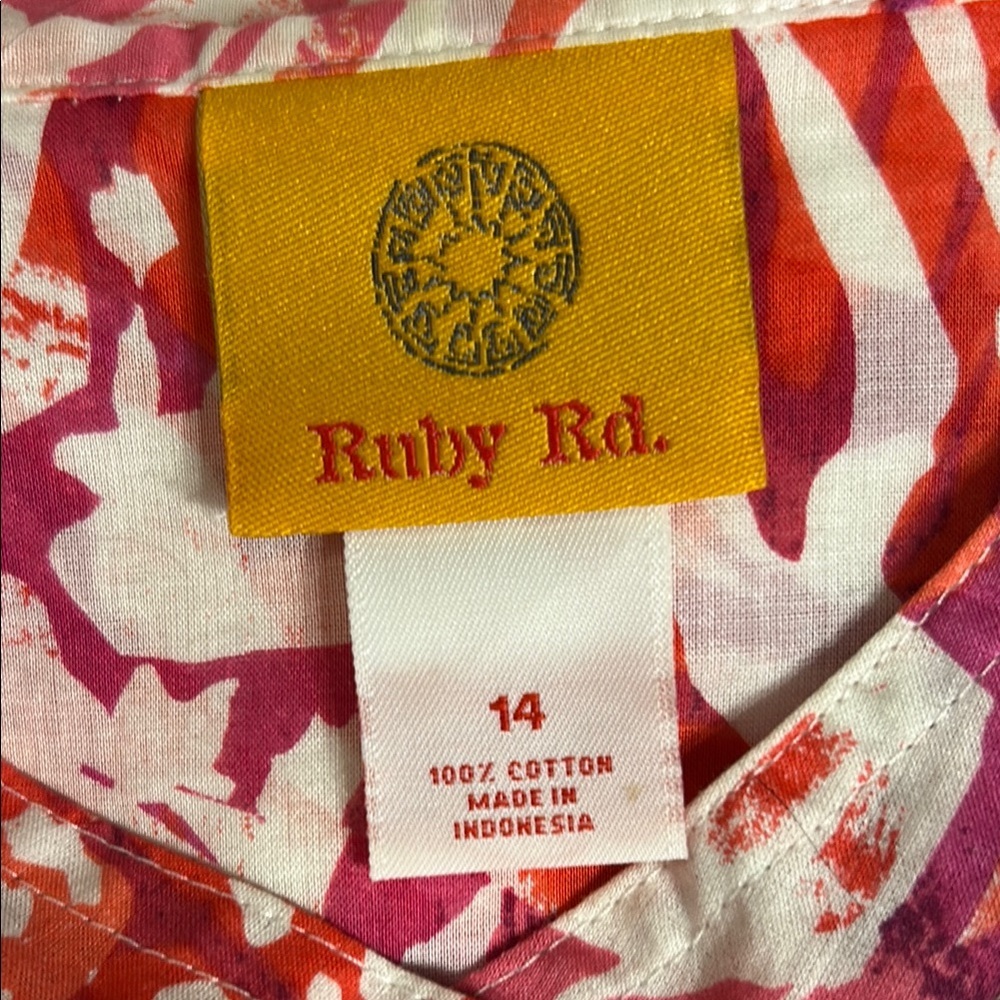 Ruby Rd.
14
100% COTTON
MADE IN
INDONESIA